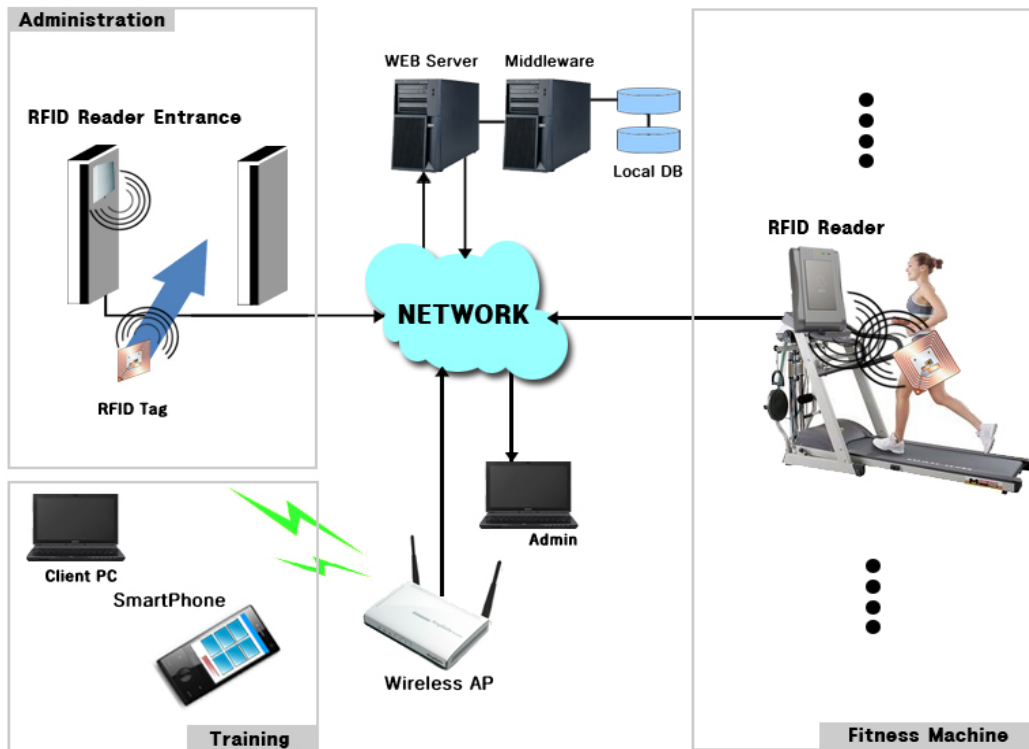 Administration
WEB Server
Middleware
RFID Reader Entrance
Local DB
RFID Reader
NETWORK
RFID Tag
Admin
Client PC
SmartPhone
Wireless AP
Training
Fitness Machine